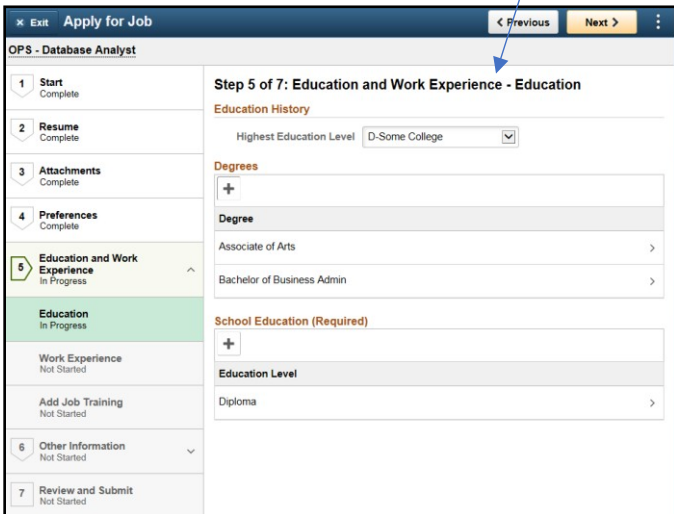 × Exit Apply for Job < Previous Next >
OPS - Database Analyst
1 Start
Complete
2 Resume
Complete
3 Attachments
Complete
4 Preferences
Complete
5 Education and Work
Experience
In Progress
Education
In Progress
Work Experience
Not Started
Add Job Training
Not Started
6 Other Information
Not Started
7 Review and Submit
Not Started
Step 5 of 7: Education and Work Experience - Education
Education History
Highest Education Level D-Some College
Degrees
+
Degree
Associate of Arts
Bachelor of Business Admin
School Education (Required)
+
Education Level
Diploma